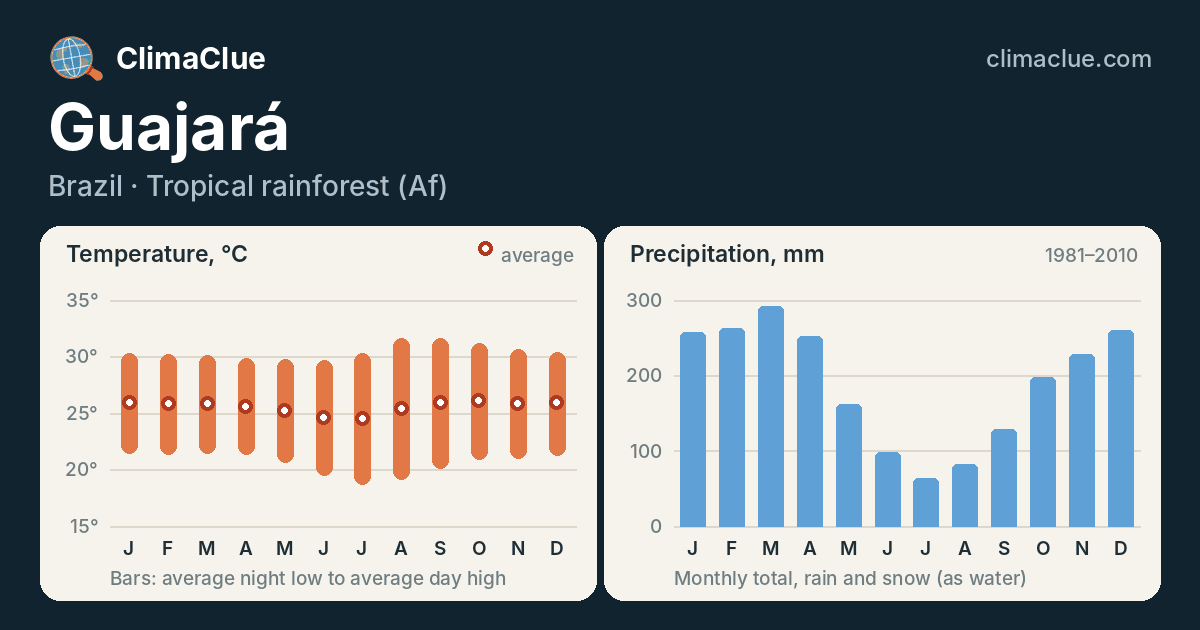 ClimaClue
climaclue.com
Guajará
Brazil · Tropical rainforest (Af)
Temperature, °C
average
35°
30°
25°
20°
15°
J F M A M J J A S O N D
Bars: average night low to average day high
Precipitation, mm
1981–2010
300
200
100
0
J F M A M J J A S O N D
Monthly total, rain and snow (as water)